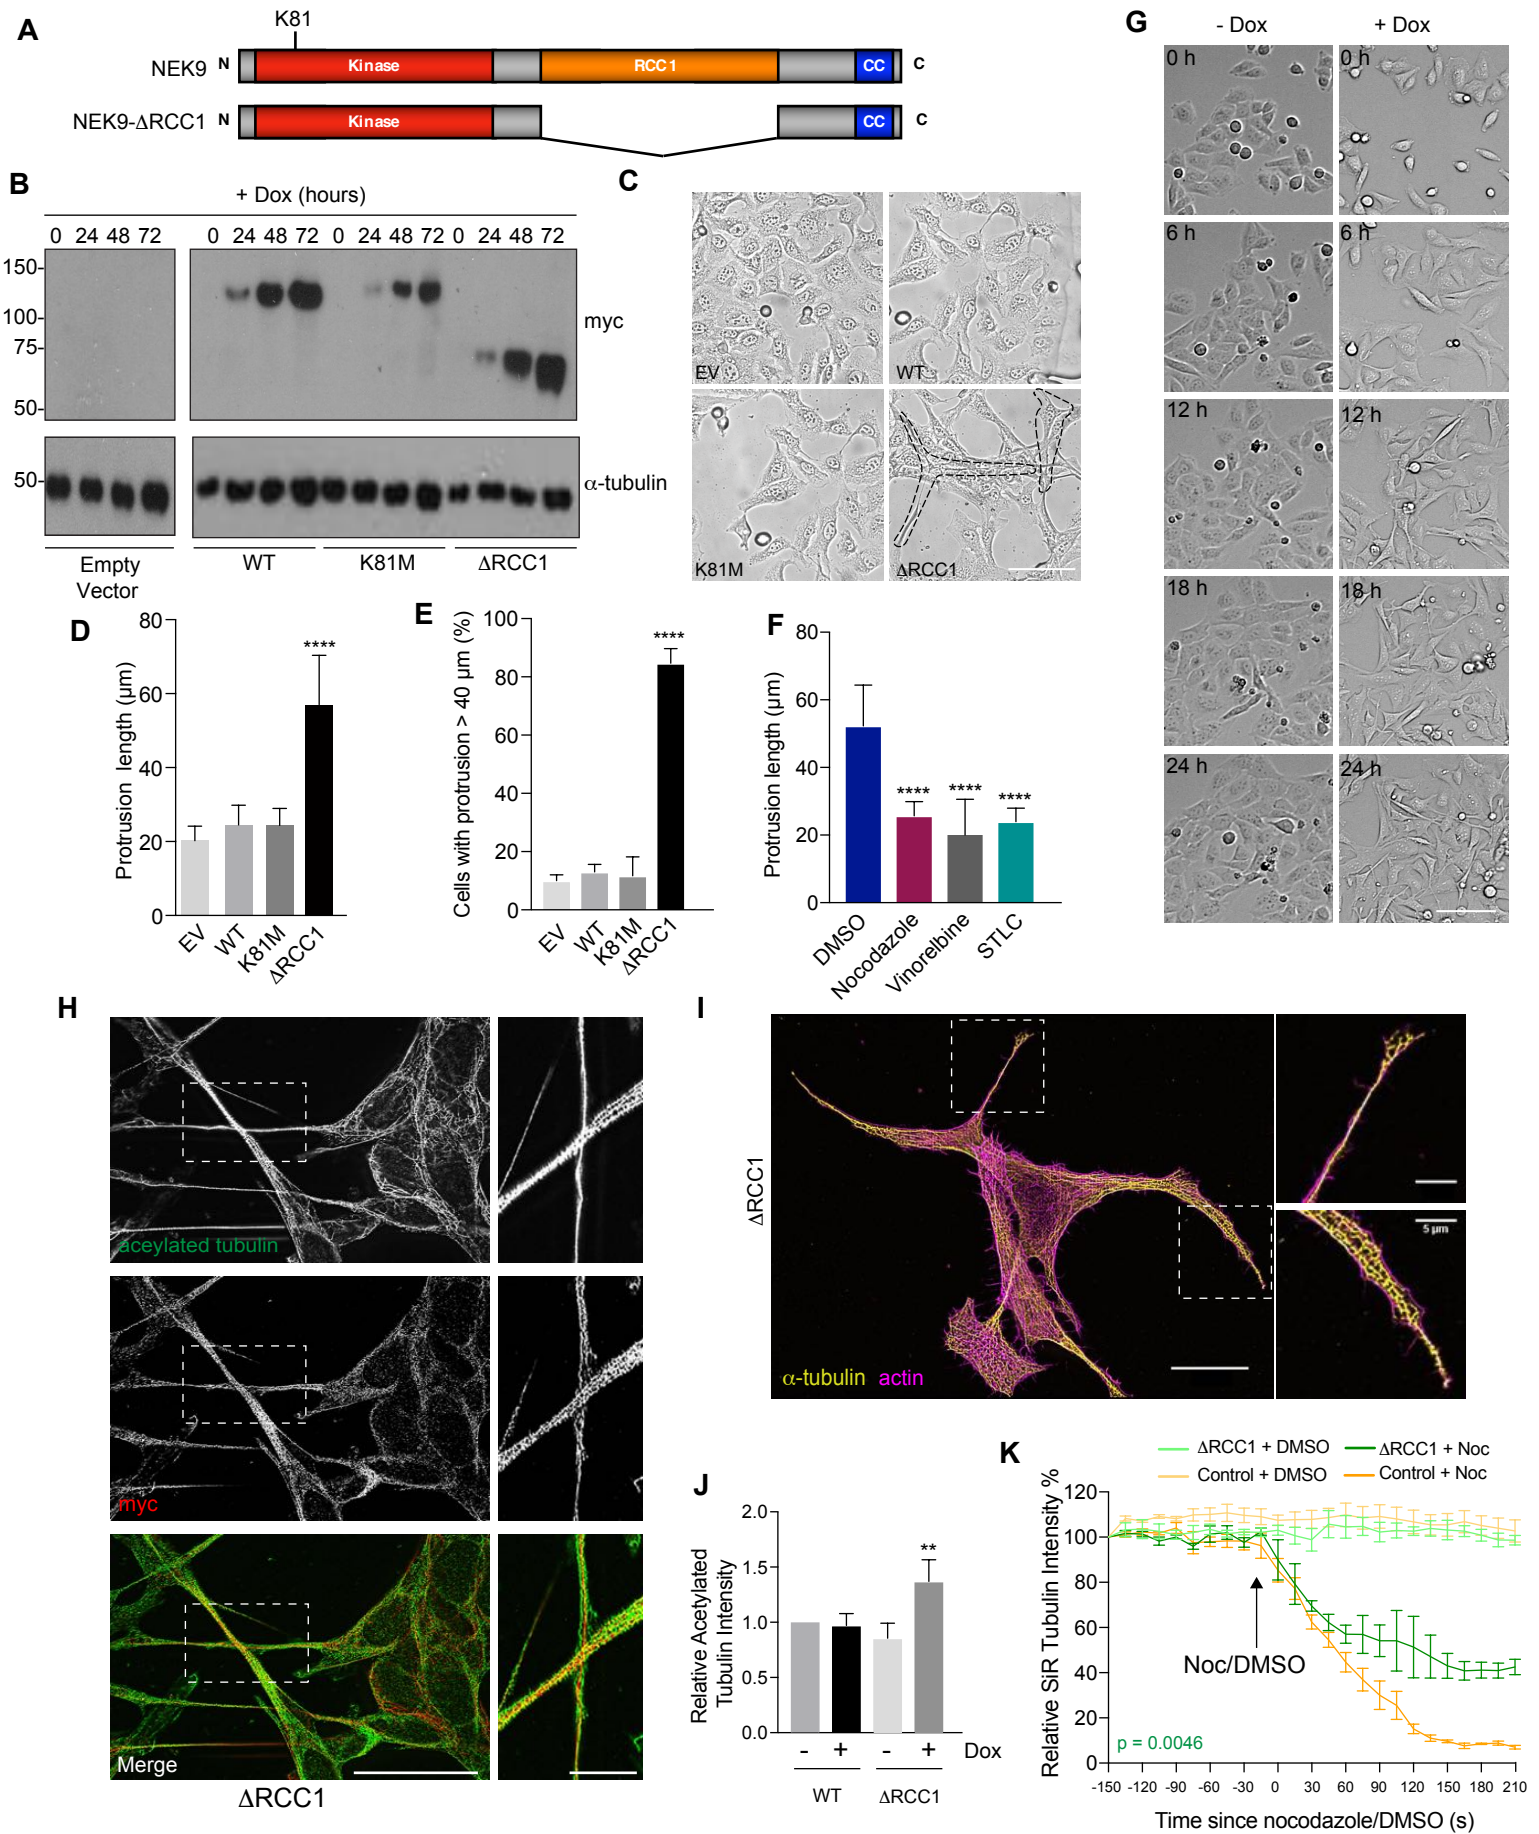 A
K81
NEK9 N Kinase RCC1 CC C
NEK9-ΔRCC1 N Kinase CC C
B
+ Dox (hours)
0 24 48 72 0 24 48 72 0 24 48 72 0 24 48 72
150-
100-
75-
50-
myc
50-
α-tubulin
Empty Vector
WT
K81M
ΔRCC1
C
EV
WT
K81M
ΔRCC1
D
Protrusion length (μm)
80
60
40
20
0
****
EV
WT
K81M
ΔRCC1
E
Cells with protrusion > 40 μm (%)
100
80
60
40
20
0
****
EV
WT
K81M
ΔRCC1
F
Protrusion length (μm)
80
60
40
20
0
**** **** ****
DMSO
Nocodazole
Vinorelbine
STLC
G
- Dox + Dox
0 h 0 h
6 h 6 h
12 h 12 h
18 h 18 h
24 h 24 h
H
aceylated tubulin
myc
Merge
ΔRCC1
I
ΔRCC1
α-tubulin actin
5 μm
J
Relative Acetylated
Tubulin Intensity
2.0
1.5
1.0
0.5
0.0
**
- + - + Dox
WT ΔRCC1
K
ΔRCC1 + DMSO ΔRCC1 + Noc
Control + DMSO Control + Noc
Relative SiR Tubulin Intensity %
120
100
80
60
40
20
0
Noc/DMSO
p = 0.0046
-150 -120 -90 -60 -30 0 30 60 90 120 150 180 210
Time since nocodazole/DMSO (s)